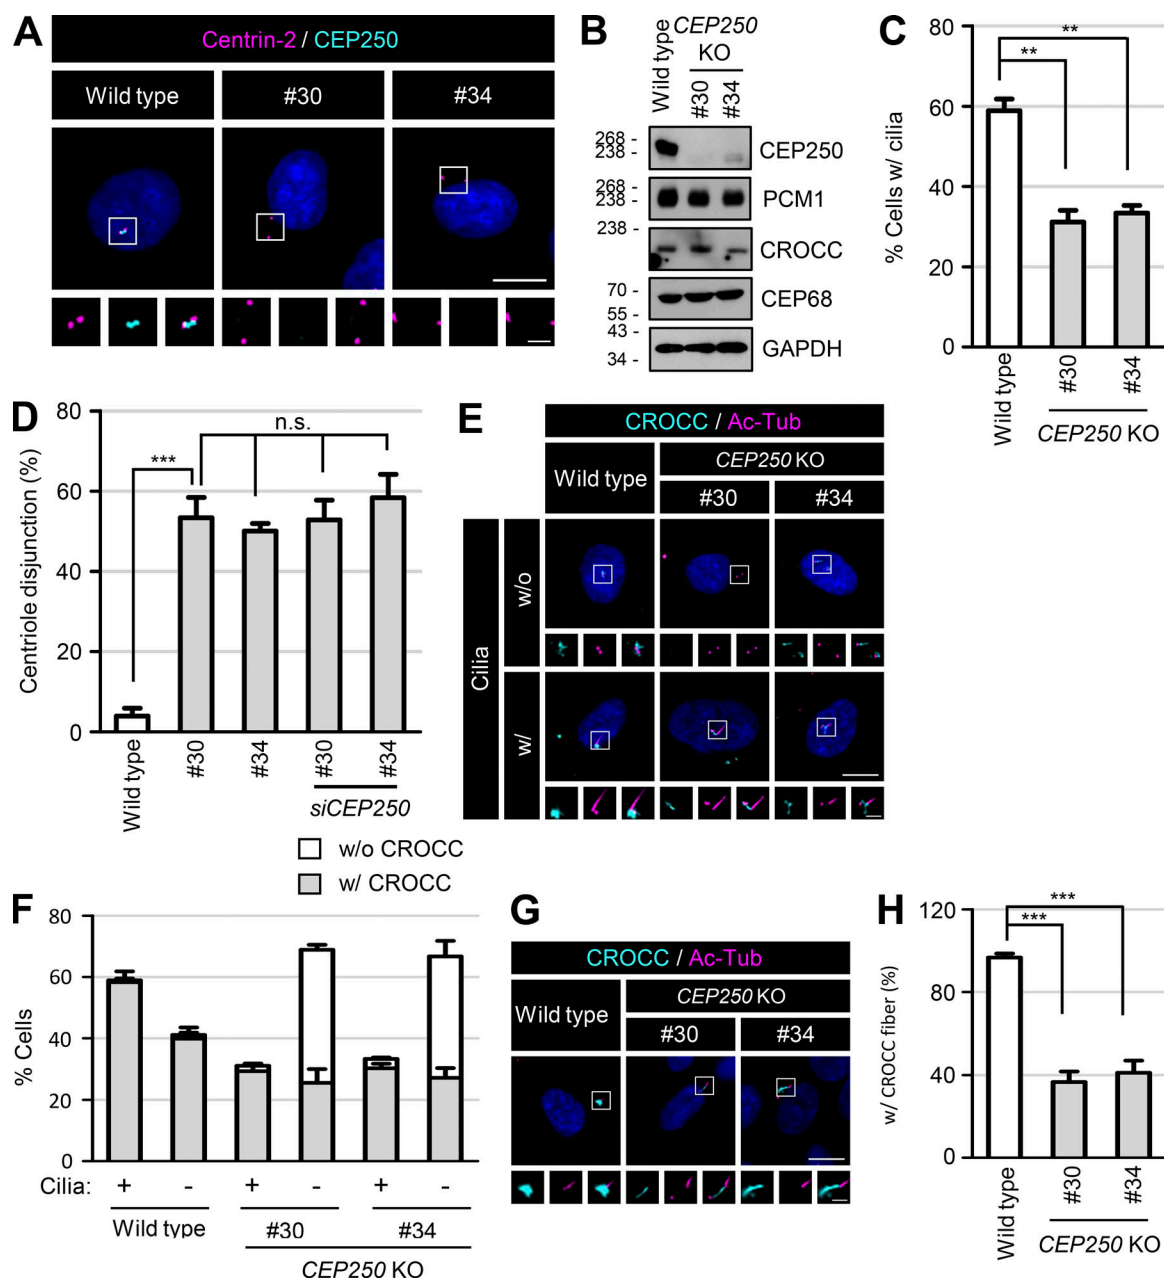 A
Centrin-2 / CEP250
Wild type
#30
#34
B
CEP250
KO
Wild type
#30
#34
268 -
238 -
CEP250
268 -
238 -
PCM1
238 -
CROCC
70 -
55 -
CEP68
43 -
34 -
GAPDH
C
% Cells w/ cilia
80
60
40
20
0
**
**
Wild type
#30
#34
CEP250 KO
D
Centriole disjunction (%)
80
60
40
20
0
***
n.s.
Wild type
#30
#34
#30
#34
siCEP250
E
CROCC / Ac-Tub
Wild type
CEP250 KO
#30
#34
Cilia
w/o
w/
w/o CROCC
w/ CROCC
F
% Cells
80
60
40
20
0
Cilia: + - + - + -
Wild type
#30
#34
CEP250 KO
G
CROCC / Ac-Tub
Wild type
CEP250 KO
#30
#34
H
w/ CROCC fiber (%)
120
80
40
0
***
***
Wild type
#30
#34
CEP250 KO